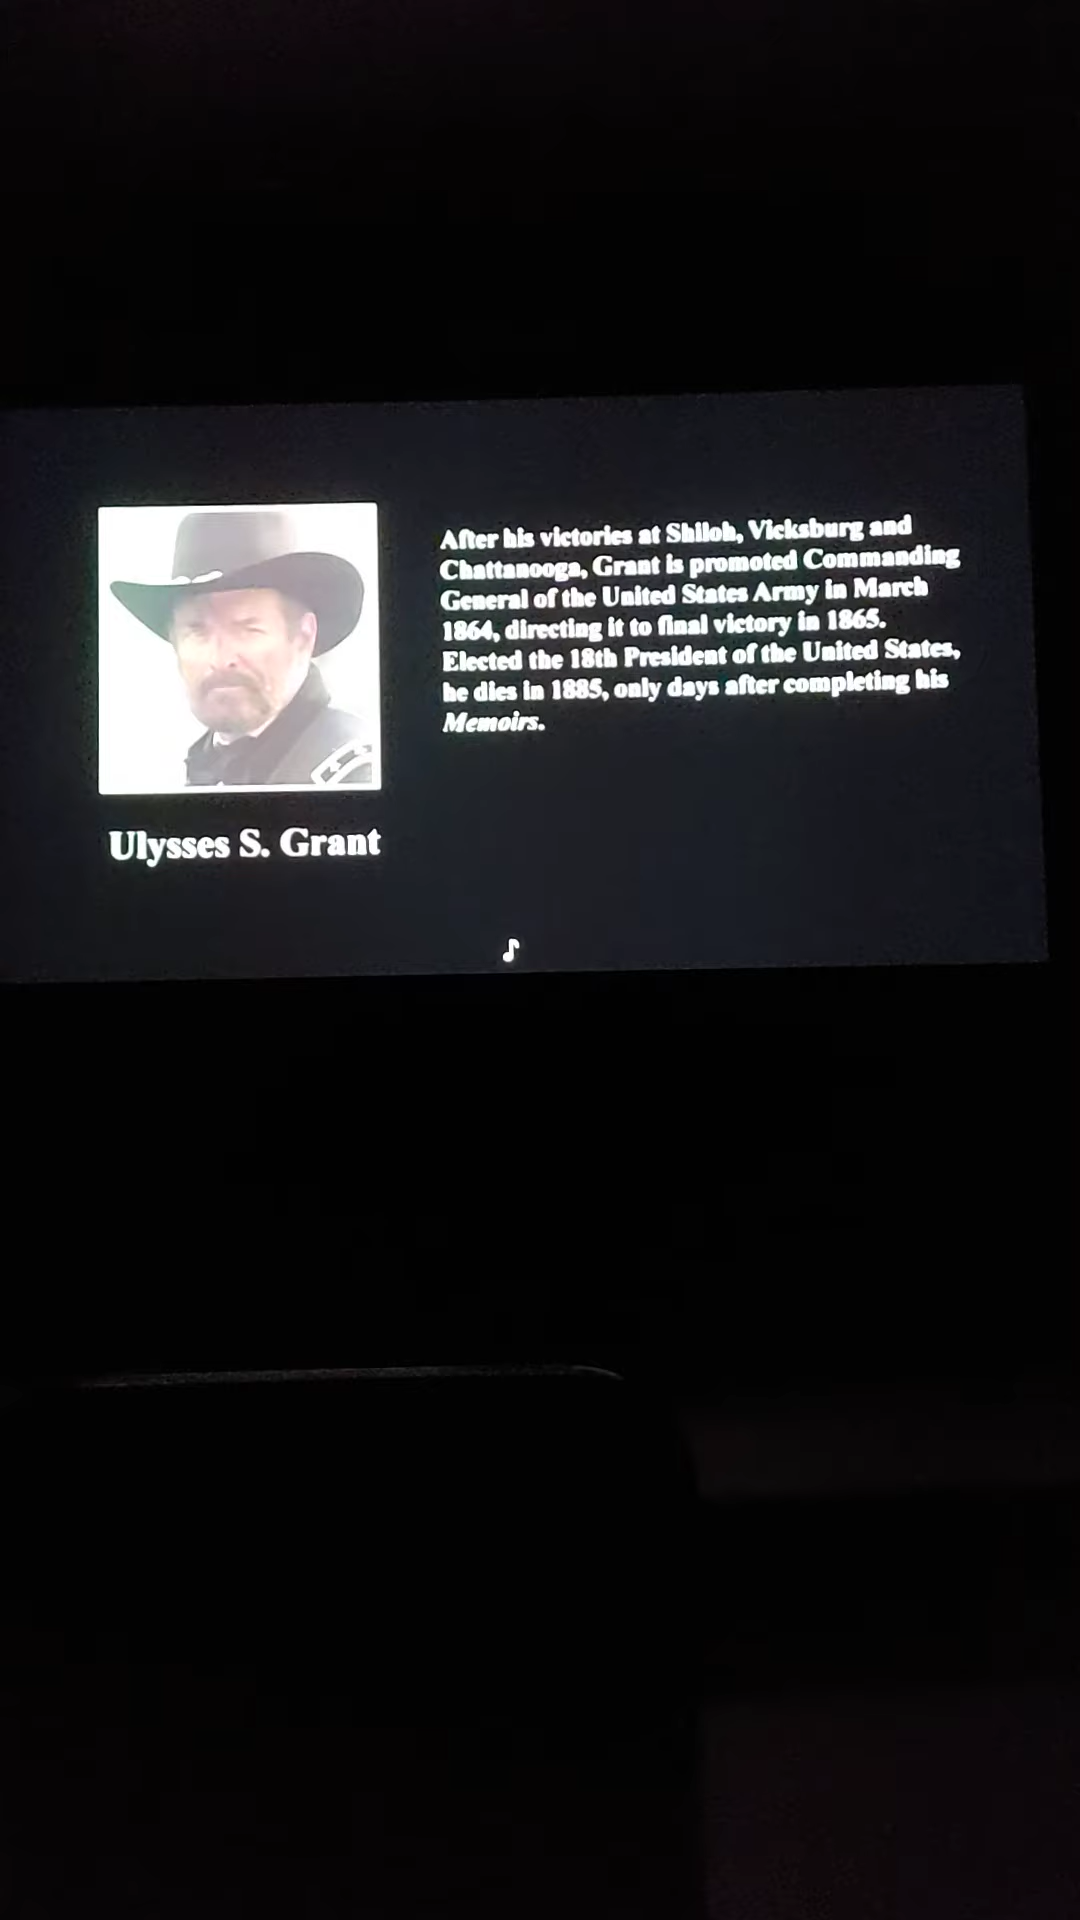 After his victories at Shiloh, Vicksburg and
Chattanooga, Grant is promoted Commanding
General of the United States Army in March
1864, directing it to final victory in 1865.
Elected the 18th President of the United States,
he dies in 1885, only days after completing his
Memoirs.
Ulysses S. Grant
♪